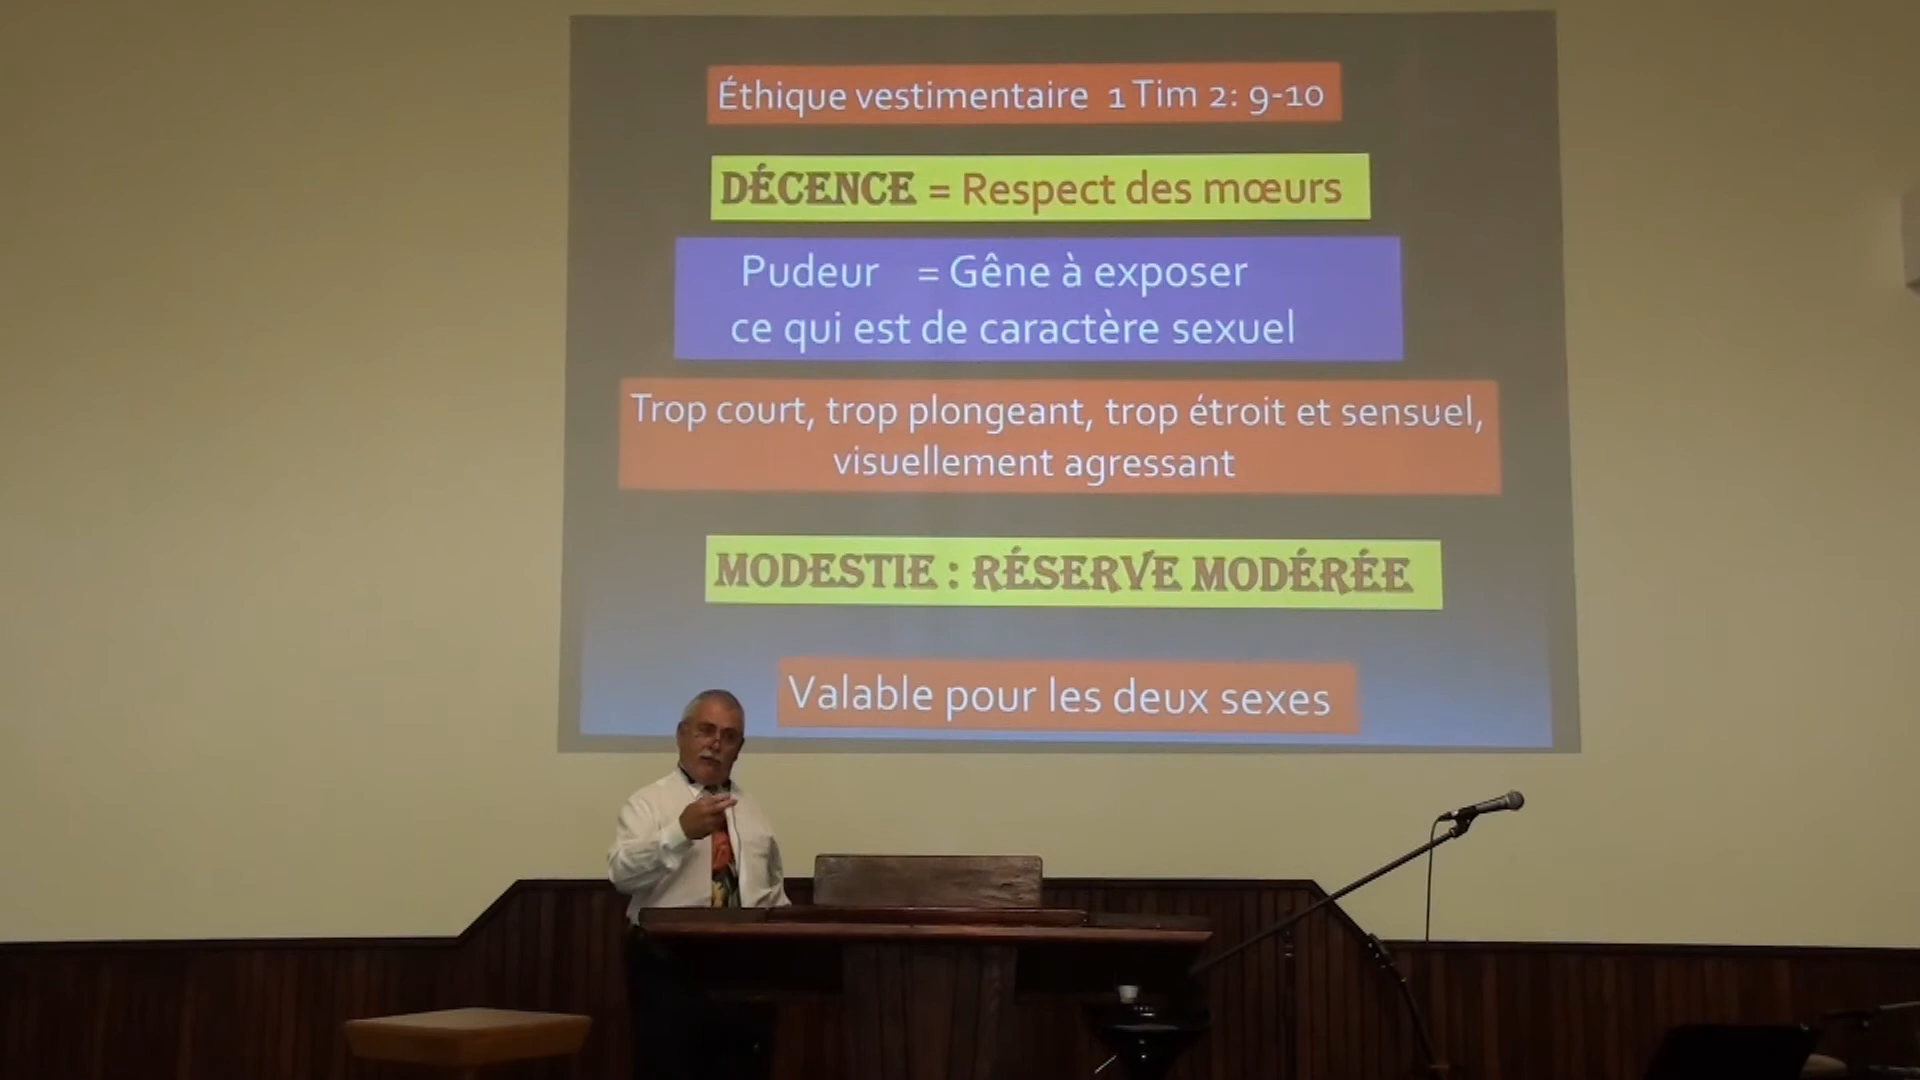 Éthique vestimentaire 1 Tim 2: 9-10
DÉCENCE = Respect des mœurs
Pudeur = Gêne à exposer
ce qui est de caractère sexuel
Trop court, trop plongeant, trop étroit et sensuel,
visuellement agressant
MODESTIE : RÉSERVE MODÉRÉE
Valable pour les deux sexes